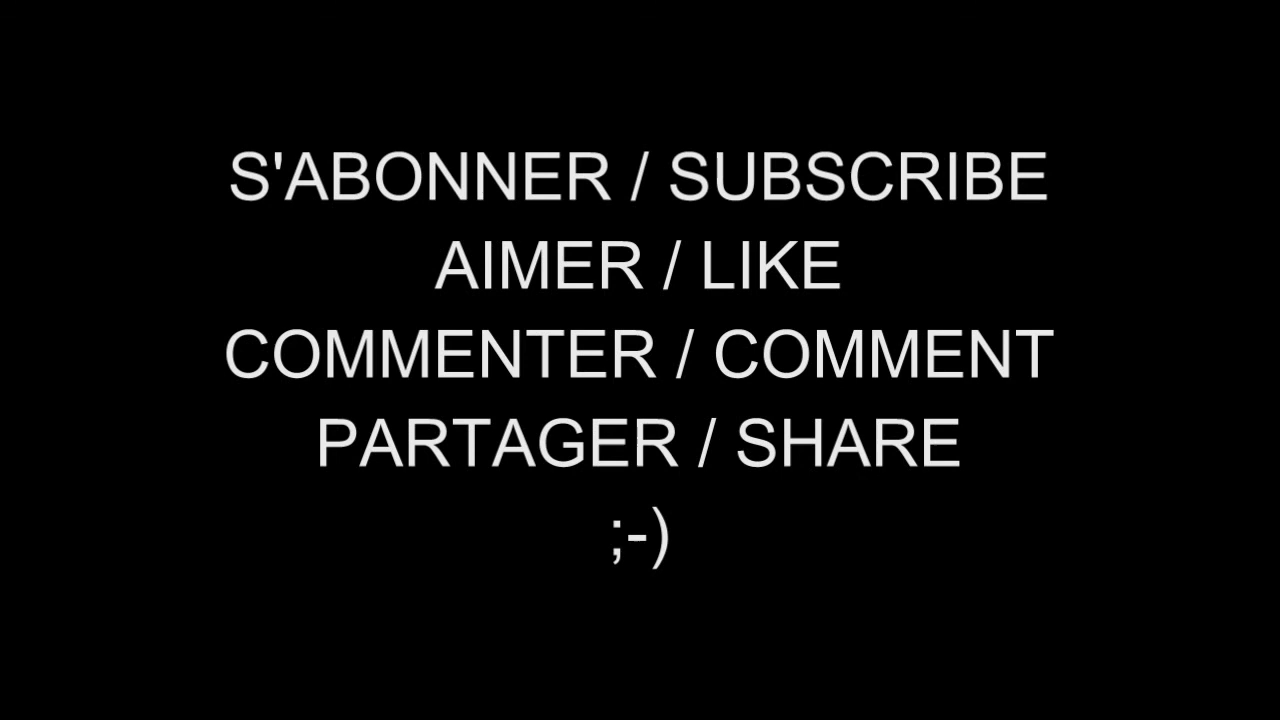 S'ABONNER / SUBSCRIBE
AIMER / LIKE
COMMENTER / COMMENT
PARTAGER / SHARE
;-)